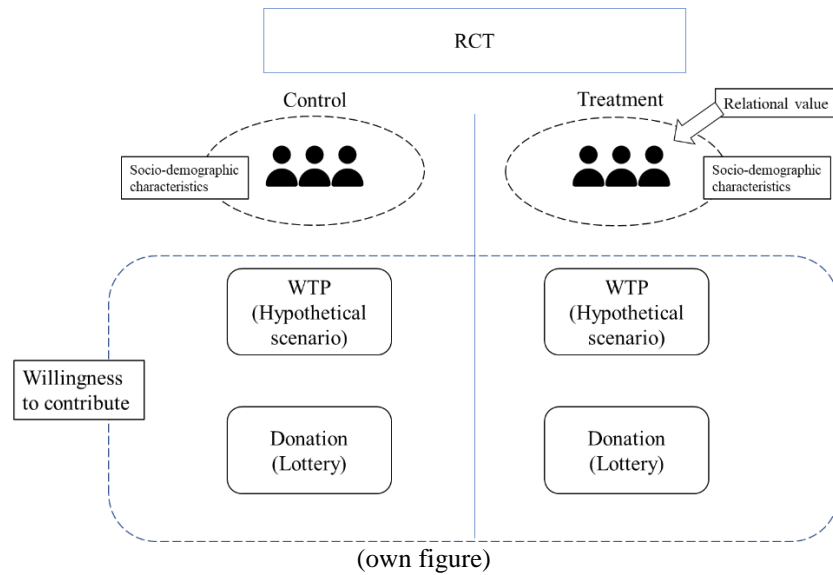 RCT
Control
Treatment
Relational value
Socio-demographic
characteristics
Socio-demographic
characteristics
WTP
(Hypothetical
scenario)
WTP
(Hypothetical
scenario)
Willingness
to contribute
Donation
(Lottery)
Donation
(Lottery)
(own figure)